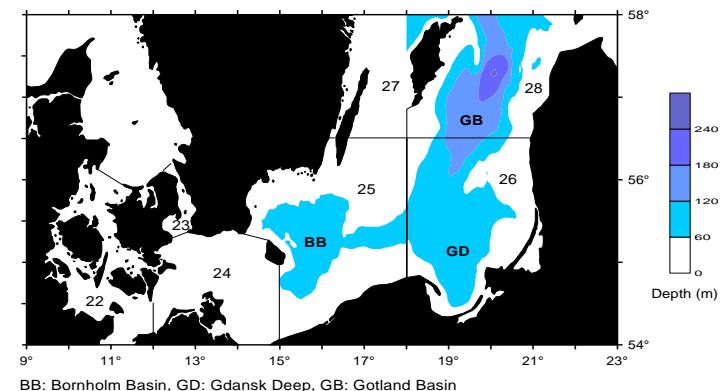 58°
27
28
GB
240
180
120
60
0
Depth (m)
26
56°
25
23
BB
GD
24
22
54°
9° 11° 13° 15° 17° 19° 21° 23°
BB: Bornholm Basin, GD: Gdansk Deep, GB: Gotland Basin